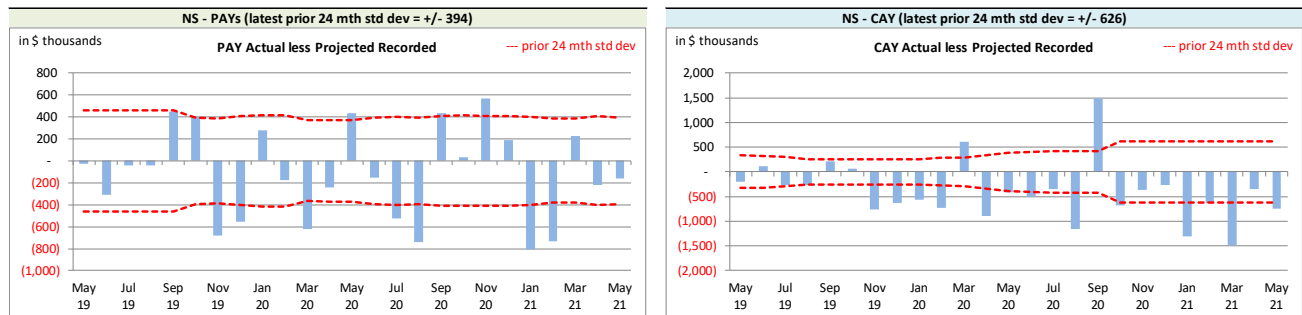 NS - PAYs (latest prior 24 mth std dev = +/- 394)
in $ thousands
PAY Actual less Projected Recorded
--- prior 24 mth std dev
800
600
400
200
-
(200)
(400)
(600)
(800)
(1,000)
May Jul Sep Nov Jan Mar May Jul Sep Nov Jan Mar May
19 19 19 19 20 20 20 20 20 20 21 21 21
NS - CAY (latest prior 24 mth std dev = +/- 626)
in $ thousands
CAY Actual less Projected Recorded
--- prior 24 mth std dev
2,000
1,500
1,000
500
-
(500)
(1,000)
(1,500)
(2,000)
May Jul Sep Nov Jan Mar May Jul Sep Nov Jan Mar May
19 19 19 19 20 20 20 20 20 20 21 21 21